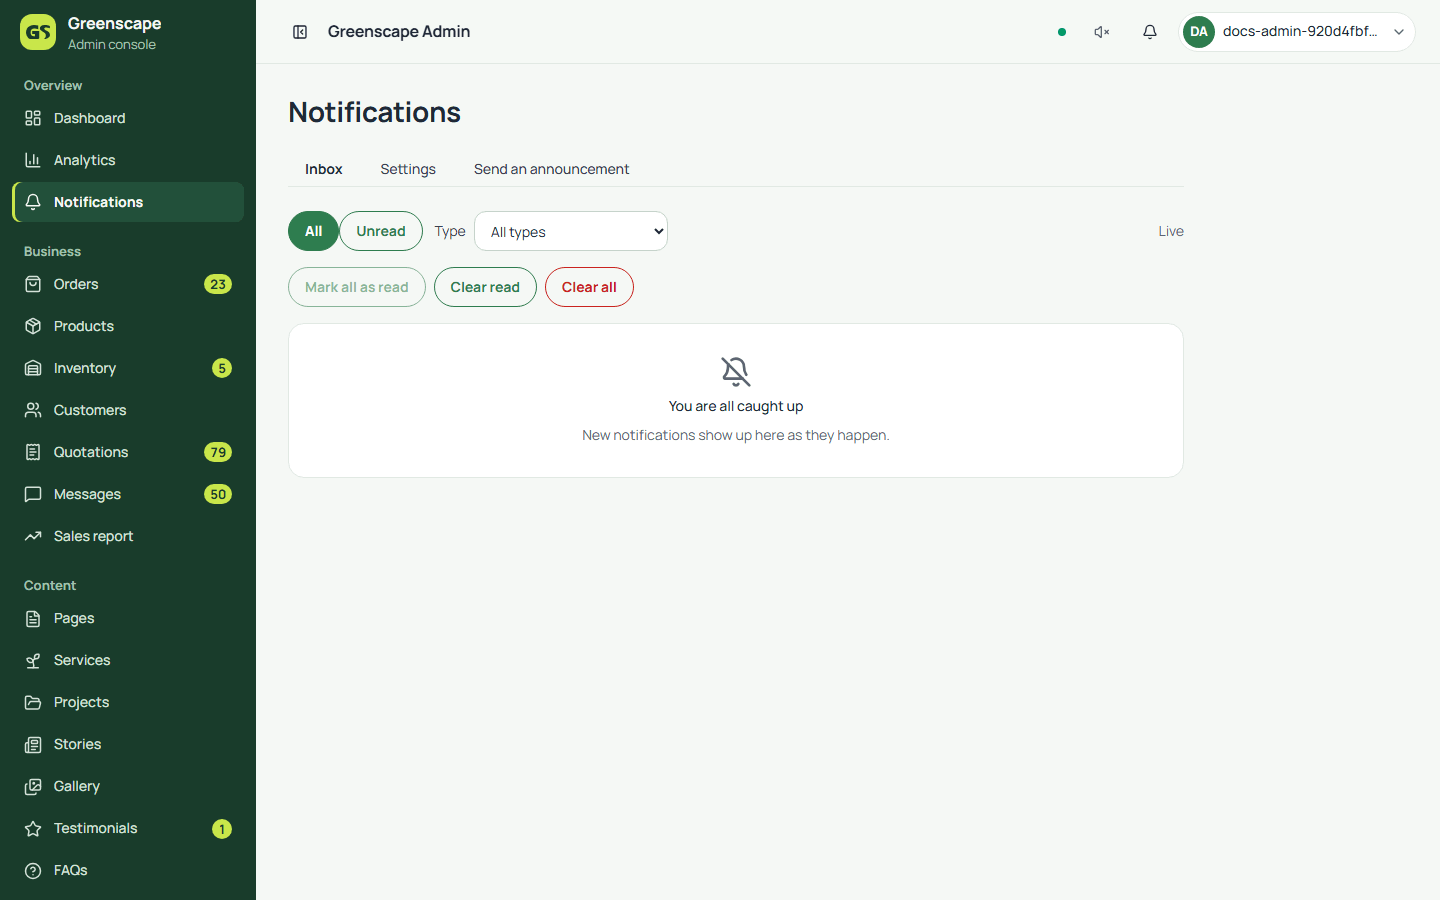 GS
Greenscape
Admin console
Overview
Dashboard
Analytics
Notifications
Business
Orders 23
Products
Inventory 5
Customers
Quotations 79
Messages 50
Sales report
Content
Pages
Services
Projects
Stories
Gallery
Testimonials 1
FAQs
Greenscape Admin
DA docs-admin-920d4fbf...
Notifications
Inbox Settings Send an announcement
All Unread Type All types Live
Mark all as read Clear read Clear all
You are all caught up
New notifications show up here as they happen.